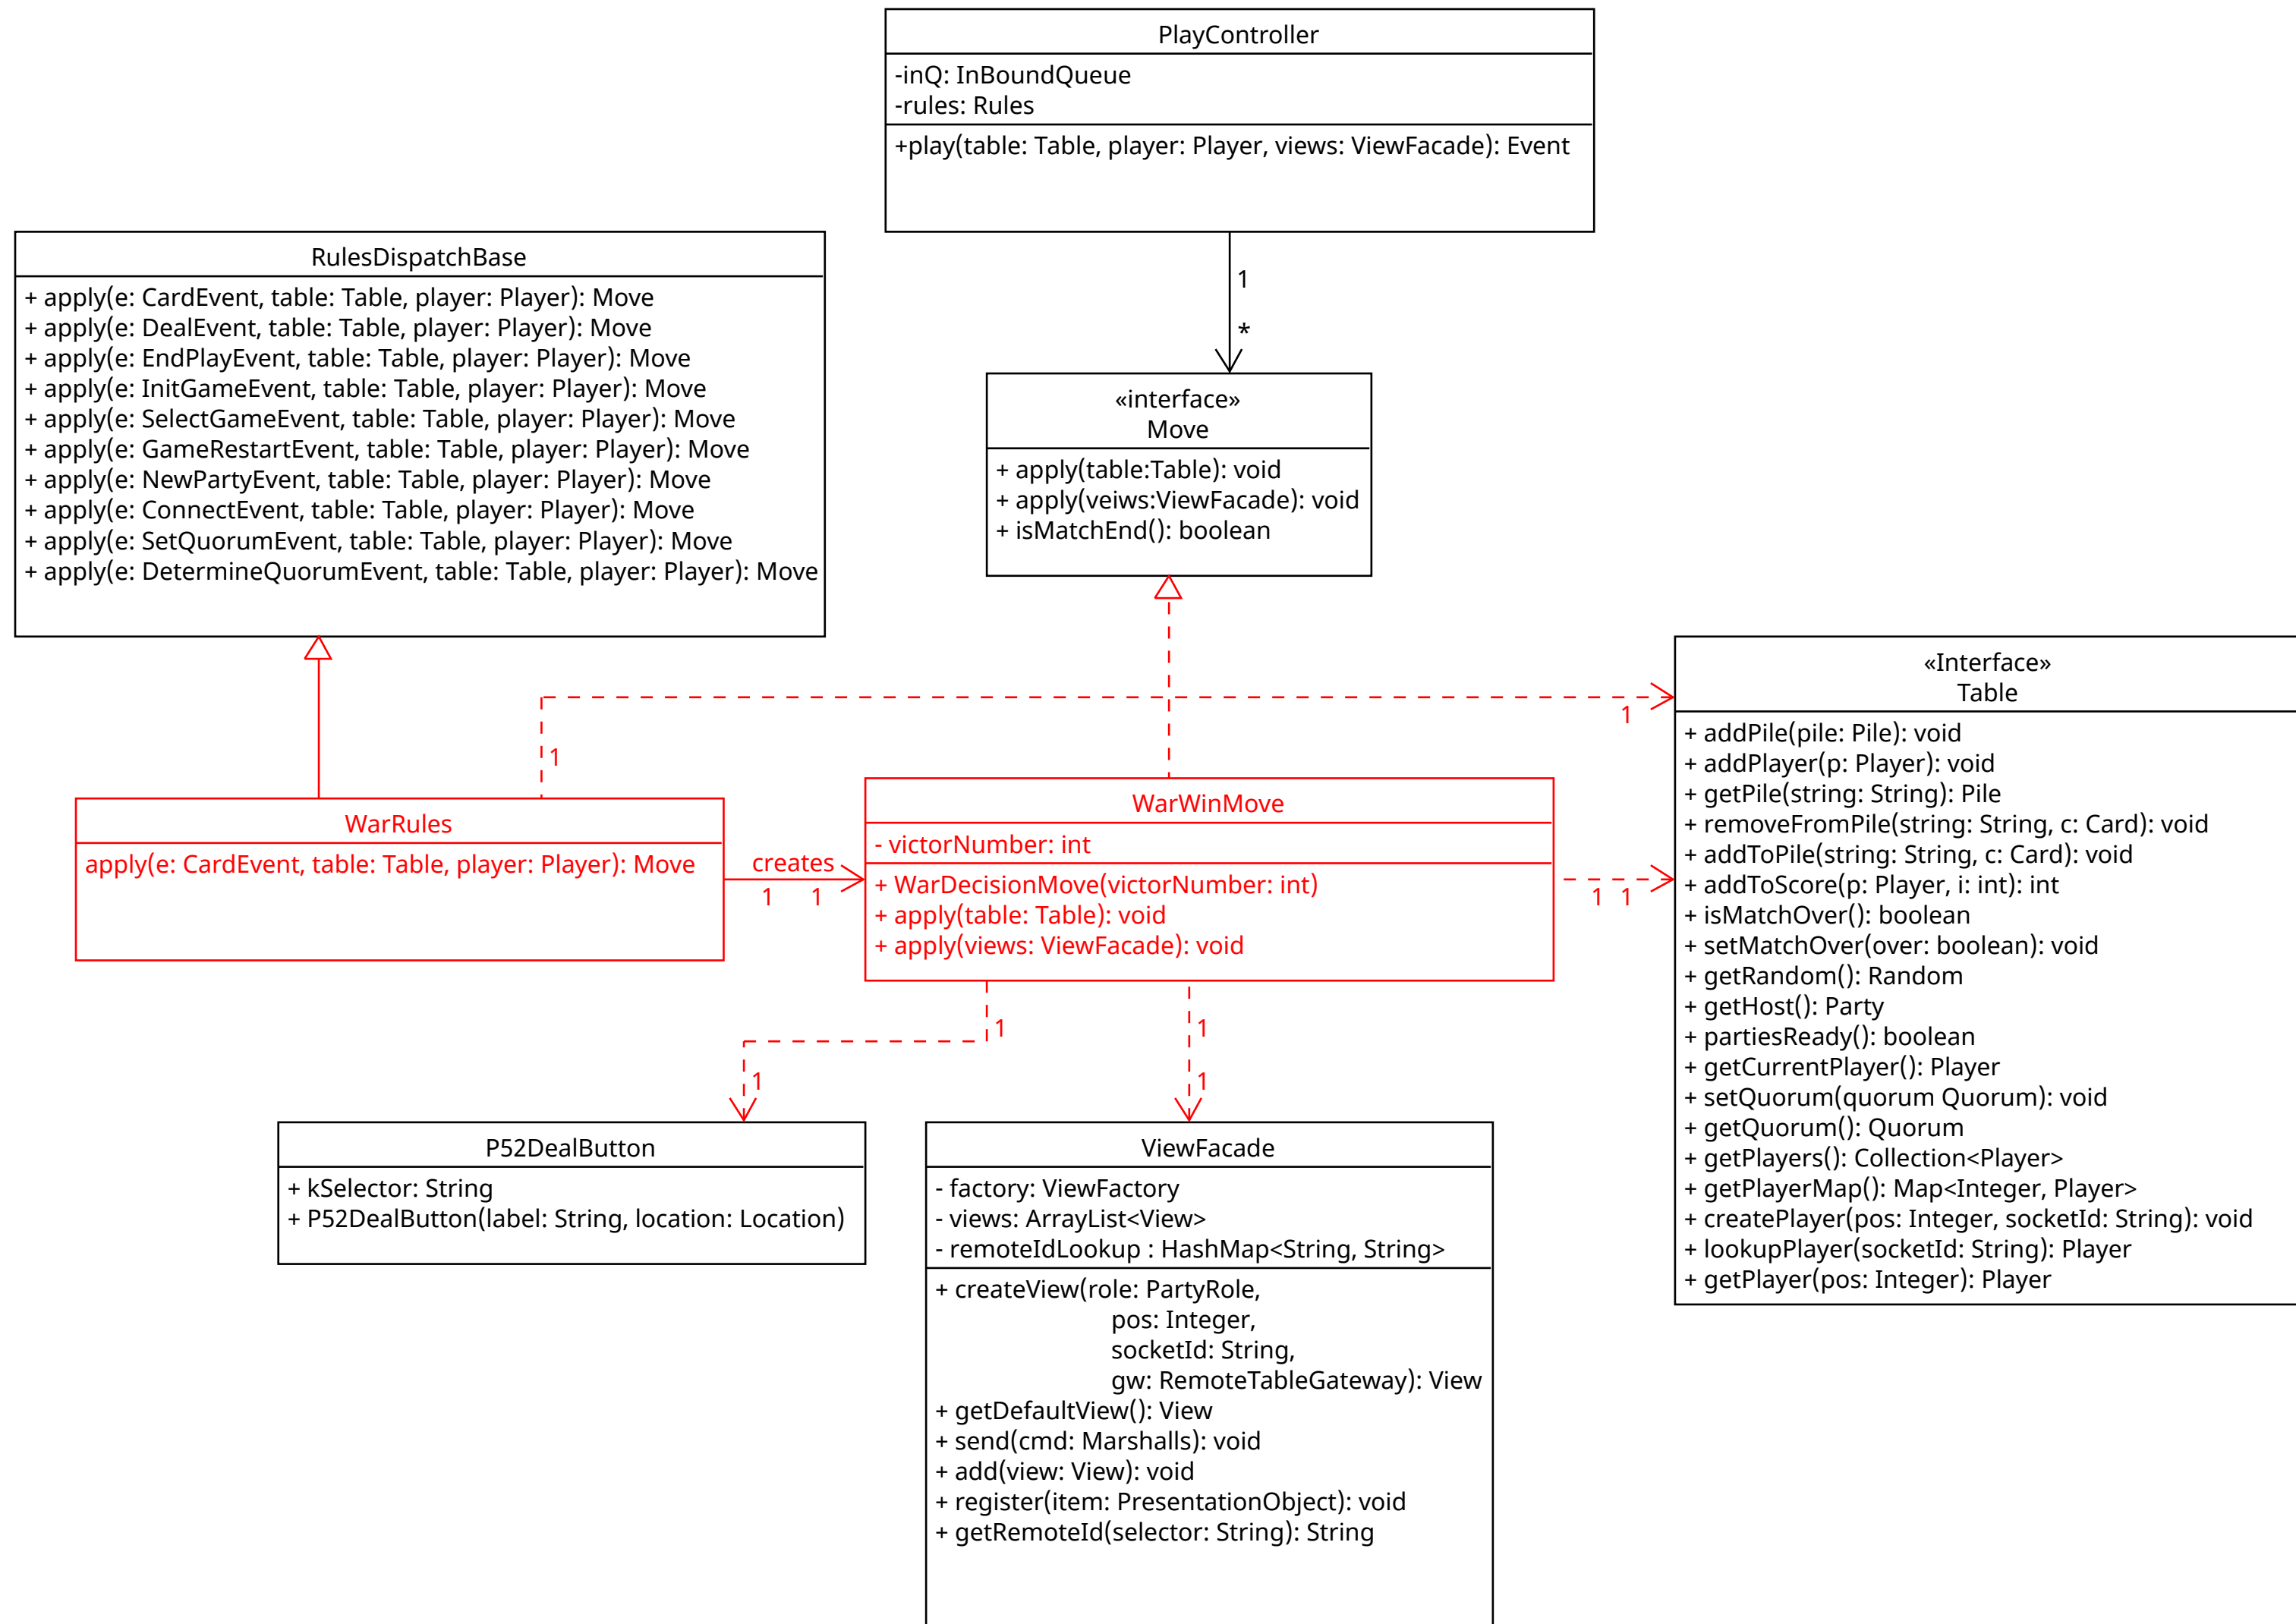 PlayController
-inQ: InBoundQueue
-rules: Rules
+play(table: Table, player: Player, views: ViewFacade): Event
1
*
RulesDispatchBase
+ apply(e: CardEvent, table: Table, player: Player): Move
+ apply(e: DealEvent, table: Table, player: Player): Move
+ apply(e: EndPlayEvent, table: Table, player: Player): Move
+ apply(e: InitGameEvent, table: Table, player: Player): Move
+ apply(e: SelectGameEvent, table: Table, player: Player): Move
+ apply(e: GameRestartEvent, table: Table, player: Player): Move
+ apply(e: NewPartyEvent, table: Table, player: Player): Move
+ apply(e: ConnectEvent, table: Table, player: Player): Move
+ apply(e: SetQuorumEvent, table: Table, player: Player): Move
+ apply(e: DetermineQuorumEvent, table: Table, player: Player): Move
«interface»
Move
+ apply(table:Table): void
+ apply(veiws:ViewFacade): void
+ isMatchEnd(): boolean
1
1
WarRules
apply(e: CardEvent, table: Table, player: Player): Move
creates
1 1
WarWinMove
- victorNumber: int
+ WarDecisionMove(victorNumber: int)
+ apply(table: Table): void
+ apply(views: ViewFacade): void
1 1
«Interface»
Table
+ addPile(pile: Pile): void
+ addPlayer(p: Player): void
+ getPile(string: String): Pile
+ removeFromPile(string: String, c: Card): void
+ addToPile(string: String, c: Card): void
+ addToScore(p: Player, i: int): int
+ isMatchOver(): boolean
+ setMatchOver(over: boolean): void
+ getRandom(): Random
+ getHost(): Party
+ partiesReady(): boolean
+ getCurrentPlayer(): Player
+ setQuorum(quorum Quorum): void
+ getQuorum(): Quorum
+ getPlayers(): Collection<Player>
+ getPlayerMap(): Map<Integer, Player>
+ createPlayer(pos: Integer, socketId: String): void
+ lookupPlayer(socketId: String): Player
+ getPlayer(pos: Integer): Player
1
1
1
1
P52DealButton
+ kSelector: String
+ P52DealButton(label: String, location: Location)
ViewFacade
- factory: ViewFactory
- views: ArrayList<View>
- remoteIdLookup : HashMap<String, String>
+ createView(role: PartyRole,
pos: Integer,
socketId: String,
gw: RemoteTableGateway): View
+ getDefaultView(): View
+ send(cmd: Marshalls): void
+ add(view: View): void
+ register(item: PresentationObject): void
+ getRemoteId(selector: String): String